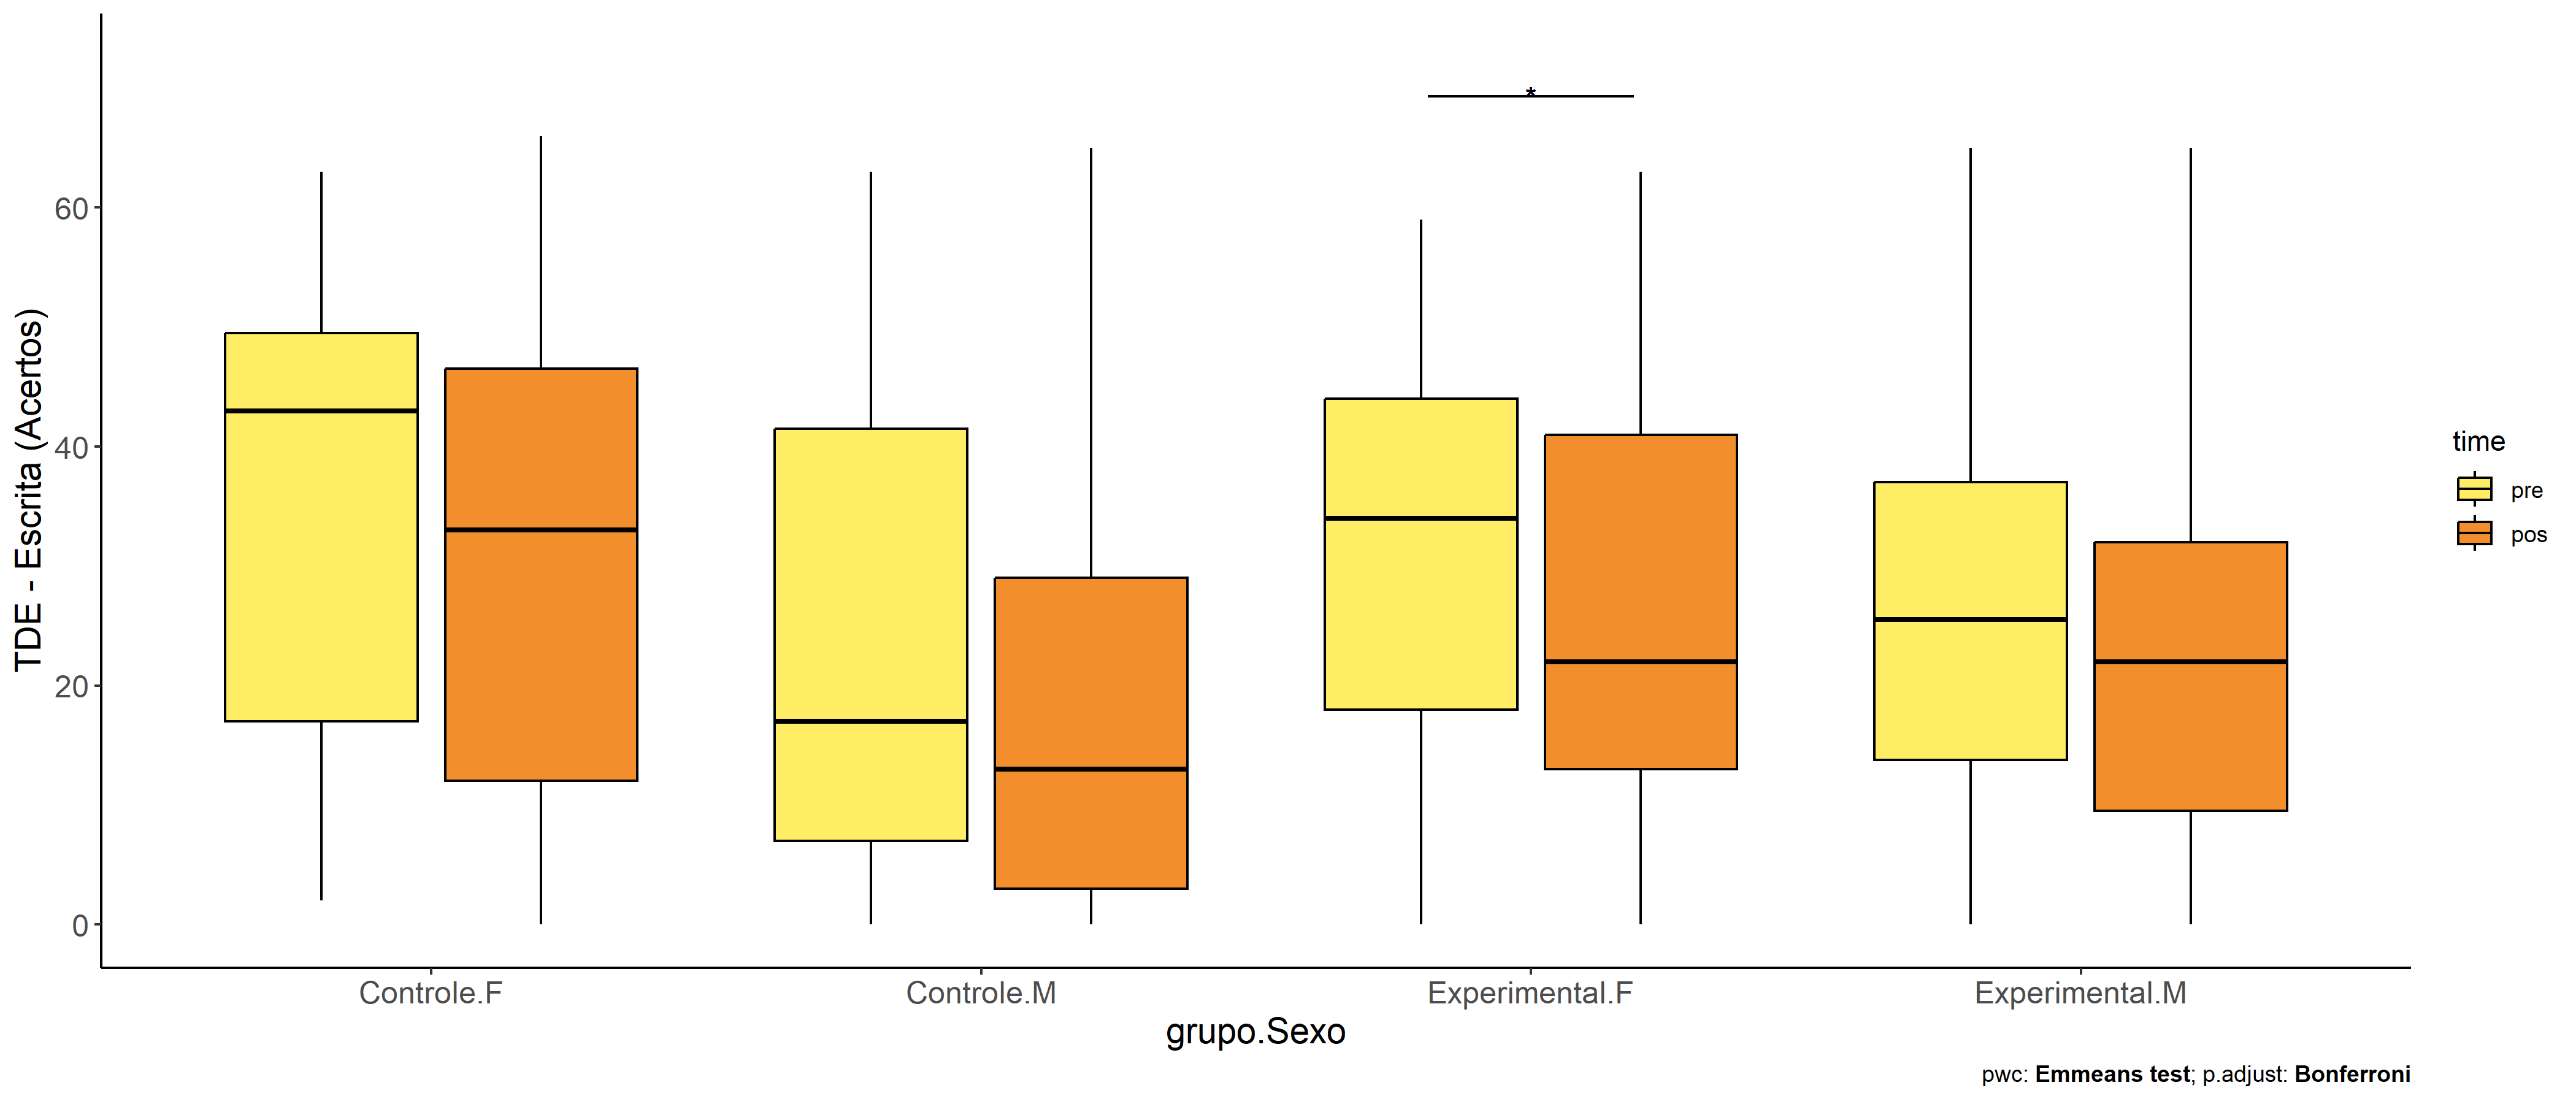 *
TDE - Escrita (Acertos)
60
40
20
0
Controle.F
Controle.M
Experimental.F
Experimental.M
grupo.Sexo
time
pre
pos
pwc: Emmeans test; p.adjust: Bonferroni